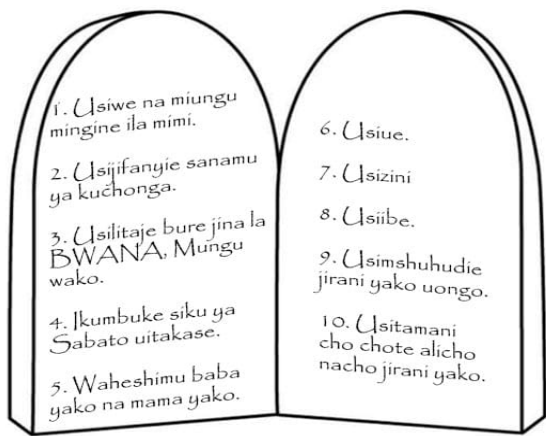 1. Usiwe na miungu
mingine ila mimi.
2. Usijifanyie sanamu
ya kuchonga.
3. Usilitaje bure jina la
BWANA, Mungu
wako.
4. Ikumbuke siku ya
Sabato uitakase.
5. Waheshimu baba
yako na mama yako.
6. Usiue.
7. Usizini
8. Usiibe.
9. Usimshuhudie
jirani yako uongo.
10. Usitamani
cho chote alicho
nacho jirani yako.